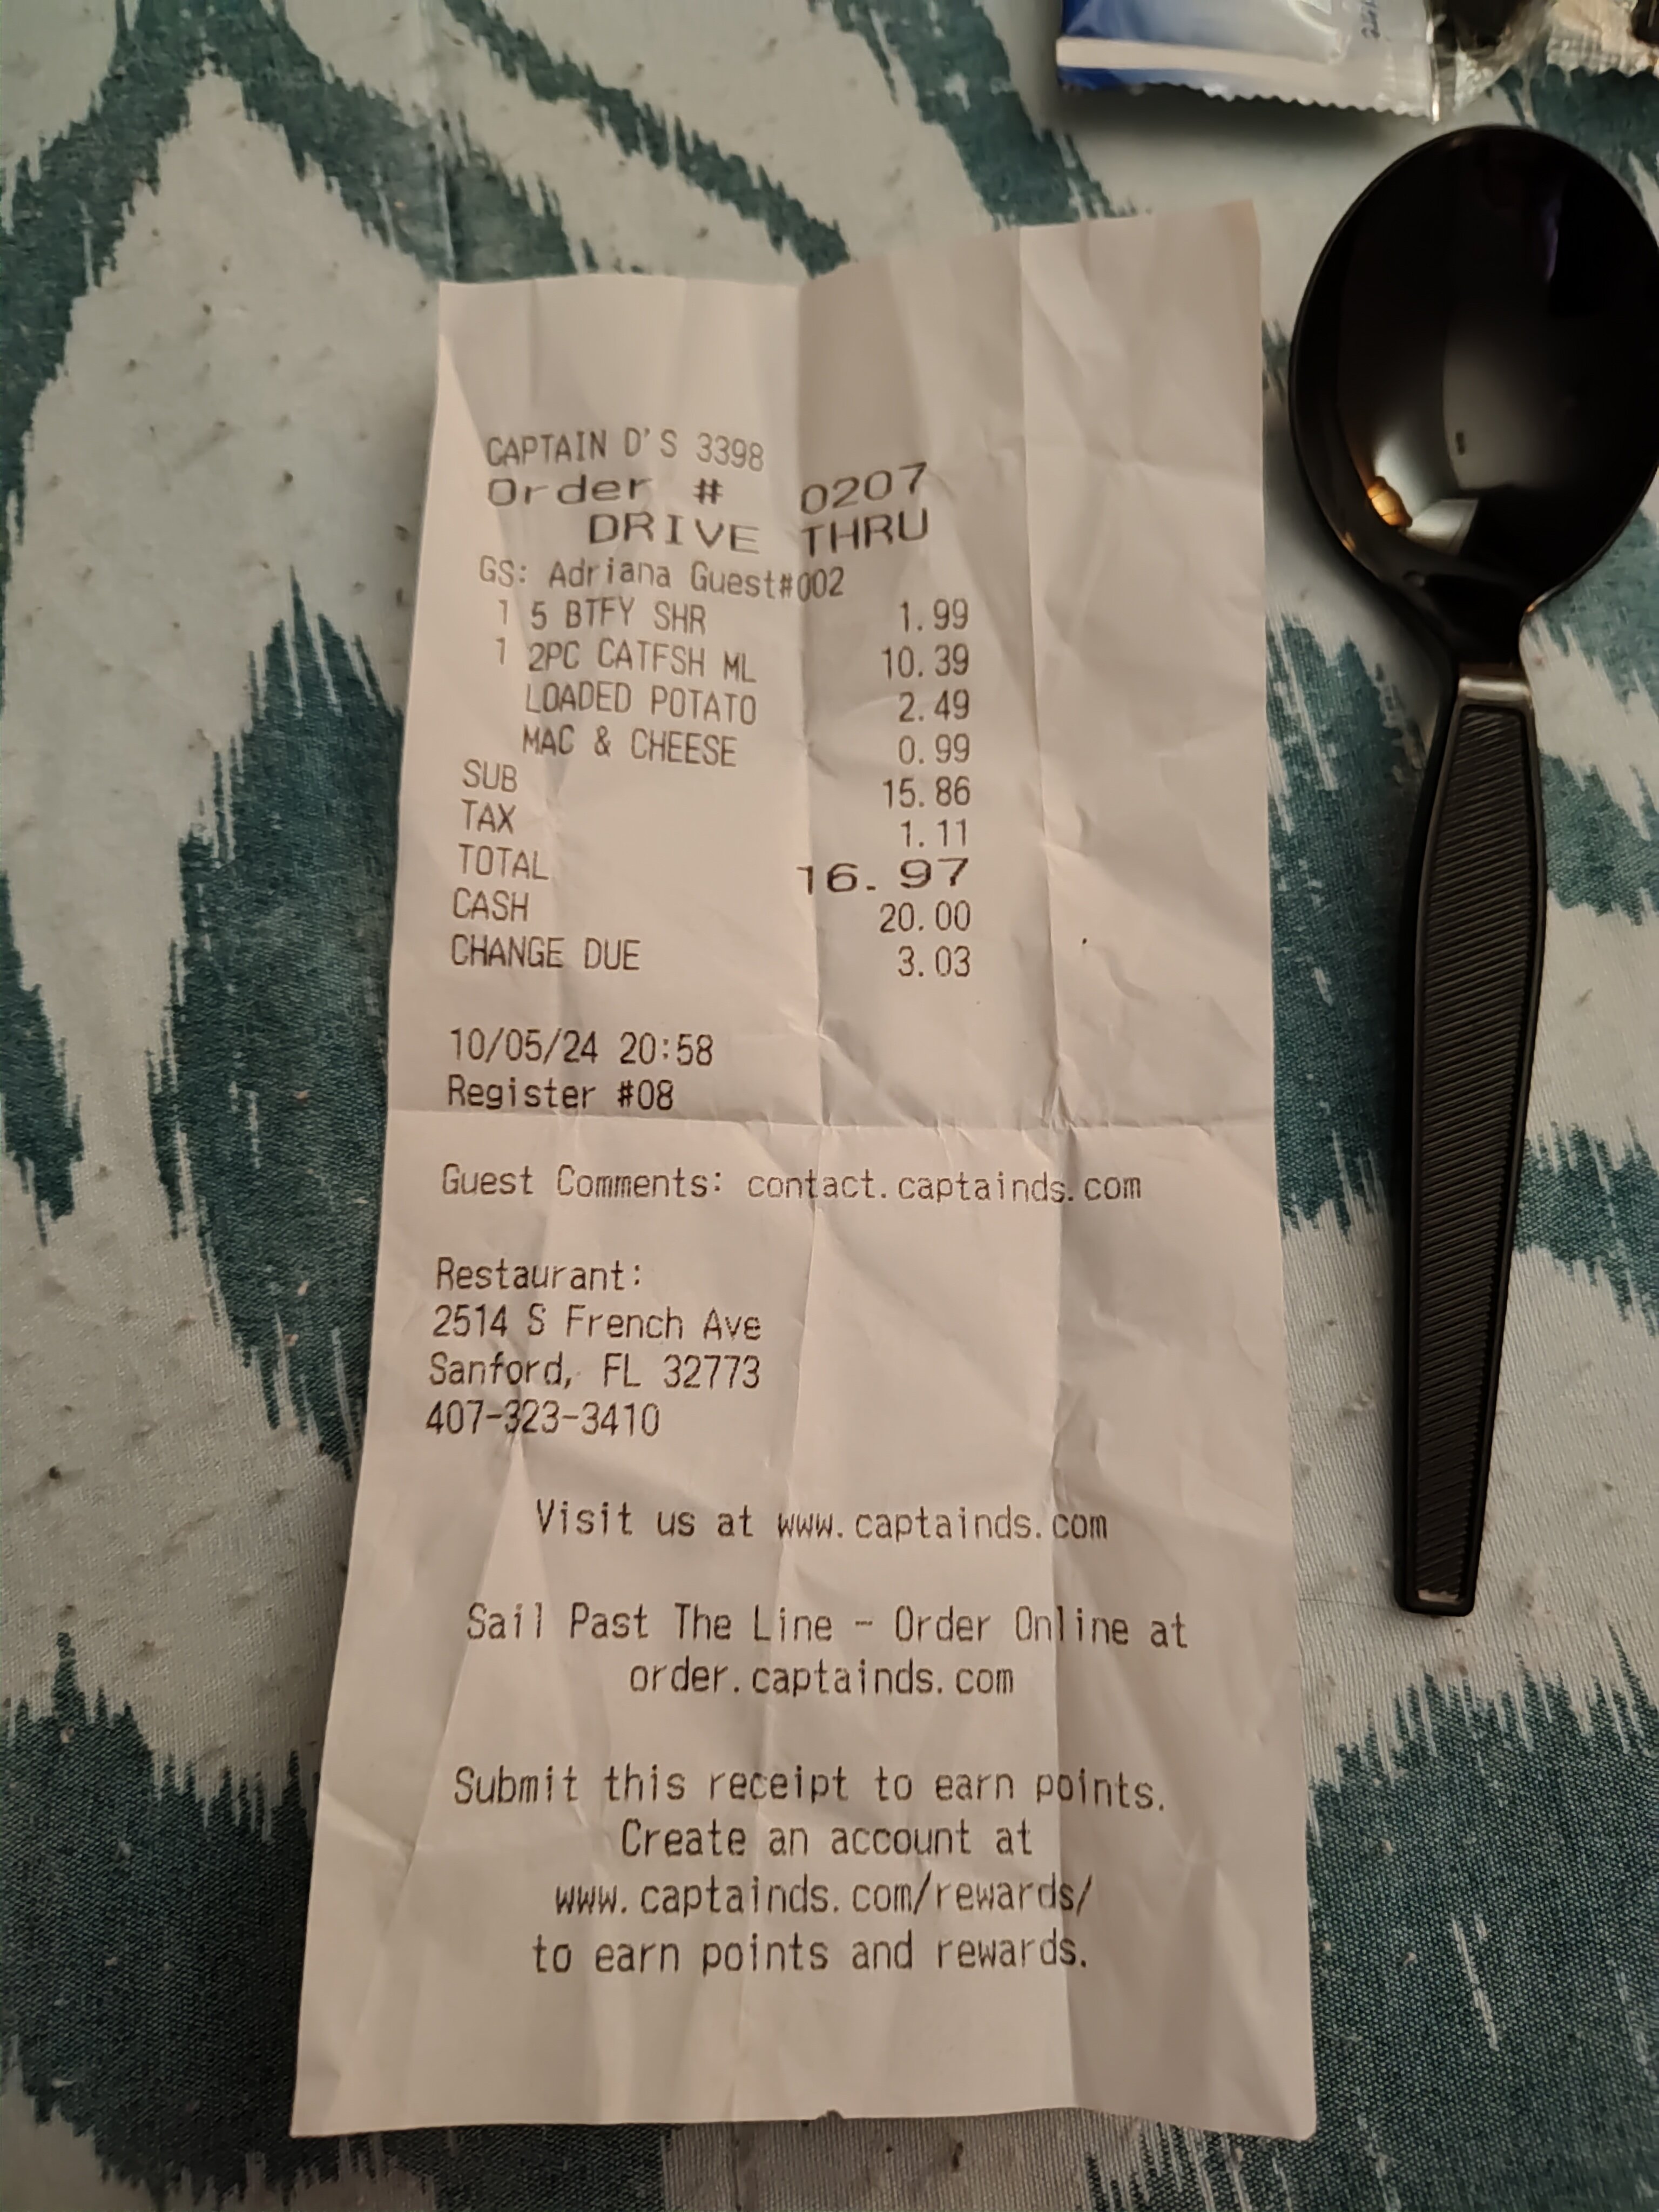 CAPTAIN D'S 3398
Order # 0207
DRIVE THRU
GS: Adriana Guest#002
1 5 BTFY SHR 1.99
1 2PC CATFSH ML 10.39
LOADED POTATO 2.49
MAC & CHEESE 0.99
SUB 15.86
TAX 1.11
TOTAL 16.97
CASH 20.00
CHANGE DUE 3.03
10/05/24 20:58
Register #08
Guest Comments: contact.captainds.com
Restaurant:
2514 S French Ave
Sanford, FL 32773
407-323-3410
Visit us at www.captainds.com
Sail Past The Line - Order Online at
order.captainds.com
Submit this receipt to earn points.
Create an account at
www.captainds.com/rewards/
to earn points and rewards.